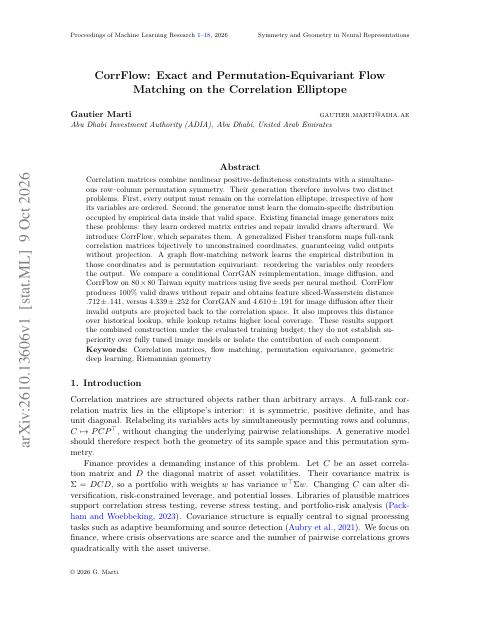 Proceedings of Machine Learning Research 1–18, 2026 Symmetry and Geometry in Neural Representations
CorrFlow: Exact and Permutation-Equivariant Flow
Matching on the Correlation Elliptope
Gautier Marti gautier.marti@adia.ae
Abu Dhabi Investment Authority (ADIA), Abu Dhabi, United Arab Emirates
Abstract
Correlation matrices combine nonlinear positive-definiteness constraints with a simultane-
ous row–column permutation symmetry. Their generation therefore involves two distinct
problems. First, every output must remain on the correlation elliptope, irrespective of how
its variables are ordered. Second, the generator must learn the domain-specific distribution
occupied by empirical data inside that valid space. Existing financial image generators mix
these problems: they learn ordered matrix entries and repair invalid draws afterward. We
introduce CorrFlow, which separates them. A generalized Fisher transform maps full-rank
correlation matrices bijectively to unconstrained coordinates, guaranteeing valid outputs
without projection. A graph flow-matching network learns the empirical distribution in
those coordinates and is permutation equivariant: reordering the variables only reorders
the output. We compare a conditional CorrGAN reimplementation, image diffusion, and
CorrFlow on 80 × 80 Taiwan equity matrices using five seeds per neural method. CorrFlow
produces 100% valid draws without repair and obtains feature sliced-Wasserstein distance
.712 ± .141, versus 4.339 ± .252 for CorrGAN and 4.610 ± .191 for image diffusion after their
invalid outputs are projected back to the correlation space. It also improves this distance
over historical lookup, while lookup retains higher local coverage. These results support
the combined construction under the evaluated training budget; they do not establish su-
periority over fully tuned image models or isolate the contribution of each component.
Keywords: Correlation matrices, flow matching, permutation equivariance, geometric
deep learning, Riemannian geometry
1. Introduction
Correlation matrices are structured objects rather than arbitrary arrays. A full-rank cor-
relation matrix lies in the elliptope's interior: it is symmetric, positive definite, and has
unit diagonal. Relabeling its variables acts by simultaneously permuting rows and columns,
C ↦ PCP⊤, without changing the underlying pairwise relationships. A generative model
should therefore respect both the geometry of its sample space and this permutation sym-
metry.
Finance provides a demanding instance of this problem. Let C be an asset correla-
tion matrix and D the diagonal matrix of asset volatilities. Their covariance matrix is
Σ = DCD, so a portfolio with weights w has variance w⊤Σw. Changing C can alter di-
versification, risk-constrained leverage, and potential losses. Libraries of plausible matrices
support correlation stress testing, reverse stress testing, and portfolio-risk analysis (Pack-
ham and Woebbeking, 2023). Covariance structure is equally central to signal processing
tasks such as adaptive beamforming and source detection (Aubry et al., 2021). We focus on
finance, where crisis observations are scarce and the number of pairwise correlations grows
quadratically with the asset universe.
© 2026 G. Marti.
arXiv:2610.13606v1 [stat.ML] 9 Oct 2026